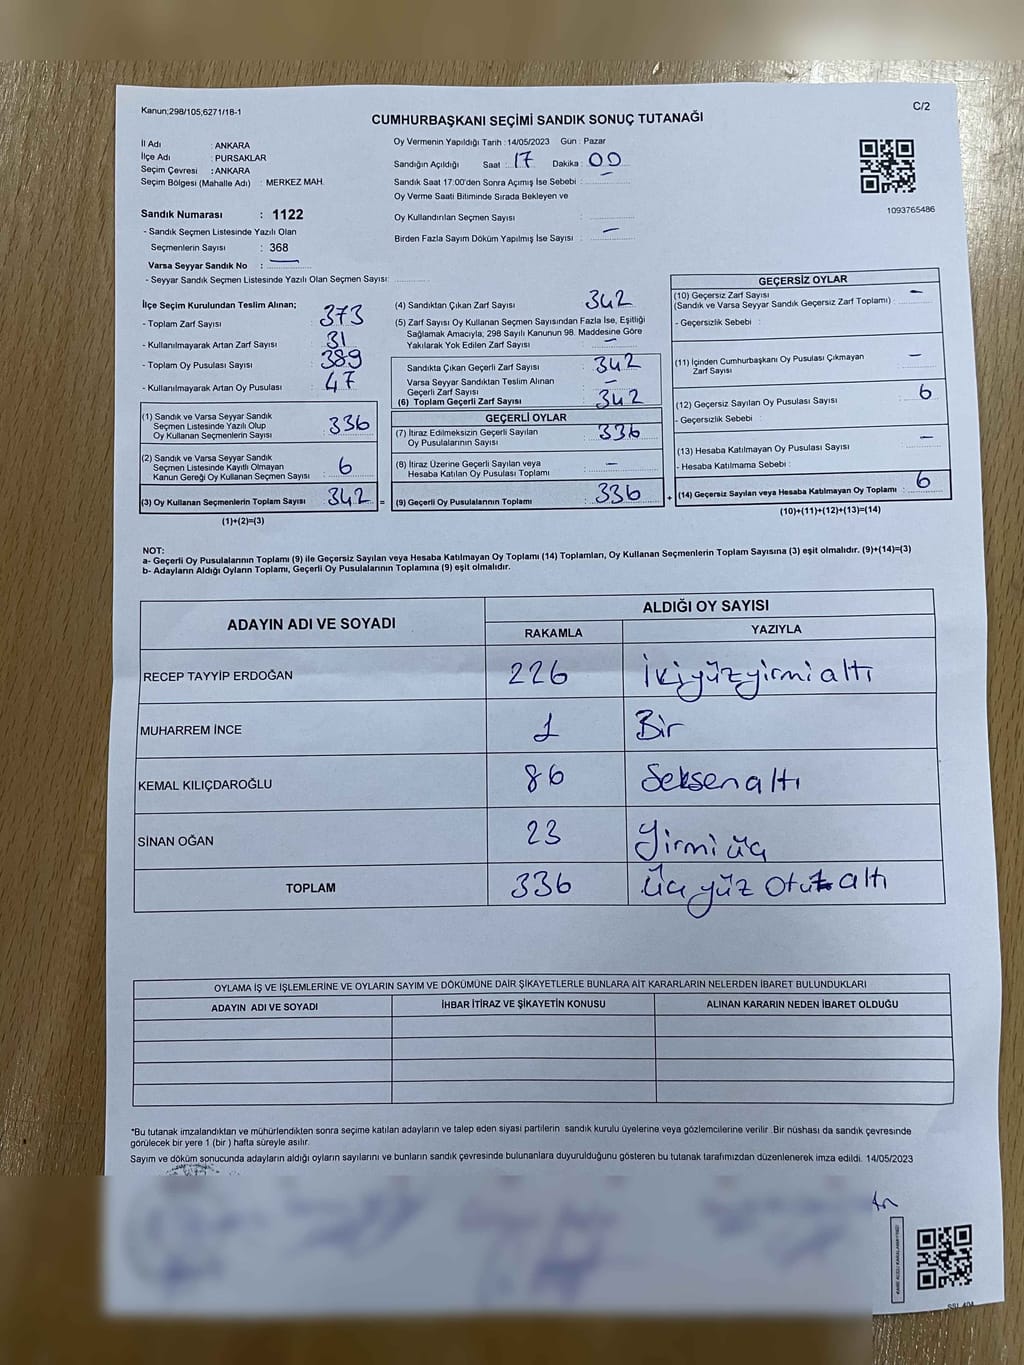 Kanun;298/105;6271/18-1
C/2
CUMHURBAŞKANI SEÇİMİ SANDIK SONUÇ TUTANAĞI
İl Adı : ANKARA
İlçe Adı : PURSAKLAR
Seçim Çevresi : ANKARA
Seçim Bölgesi (Mahalle Adı) : MERKEZ MAH.
Sandık Numarası : 1122
- Sandık Seçmen Listesinde Yazılı Olan
Seçmenlerin Sayısı : 368
Varsa Seyyar Sandık No : —
- Seyyar Sandık Seçmen Listesinde Yazılı Olan Seçmen Sayısı:
Oy Vermenin Yapıldığı Tarih : 14/05/2023 Gün : Pazar
Sandığın Açıldığı Saat : 17 Dakika : 00
Sandık Saat 17:00'den Sonra Açımış İse Sebebi : —
Oy Verme Saati Bitiminde Sırada Bekleyen ve
Oy Kullandırılan Seçmen Sayısı :
Birden Fazla Sayım Döküm Yapılmış İse Sayısı : —
1093765486
İlçe Seçim Kurulundan Teslim Alınan;
- Toplam Zarf Sayısı : 373
- Kullanılmayarak Artan Zarf Sayısı : 31
- Toplam Oy Pusulası Sayısı : 389
- Kullanılmayarak Artan Oy Pusulası : 47
(1) Sandık ve Varsa Seyyar Sandık
Seçmen Listesinde Yazılı Olup
Oy Kullanan Seçmenlerin Sayısı : 336
(2) Sandık ve Varsa Seyyar Sandık
Seçmen Listesinde Kayıtlı Olmayan
Kanun Gereği Oy Kullanan Seçmen Sayısı : 6
(3) Oy Kullanan Seçmenlerin Toplam Sayısı : 342 =
(1)+(2)=(3)
(4) Sandıktan Çıkan Zarf Sayısı : 342
(5) Zarf Sayısı Oy Kullanan Seçmen Sayısından Fazla İse, Eşitliği
Sağlamak Amacıyla; 298 Sayılı Kanunun 98. Maddesine Göre
Yakılarak Yok Edilen Zarf Sayısı : —
Sandıkta Çıkan Geçerli Zarf Sayısı : 342
Varsa Seyyar Sandıktan Teslim Alınan
Geçerli Zarf Sayısı : —
(6) Toplam Geçerli Zarf Sayısı : 342
GEÇERLİ OYLAR
(7) İtiraz Edilmeksizin Geçerli Sayılan
Oy Pusulalarının Sayısı : 336
(8) İtiraz Üzerine Geçerli Sayılan veya
Hesaba Katılan Oy Pusulası Toplamı : —
(9) Geçerli Oy Pusulalarının Toplamı : 336 +
GEÇERSİZ OYLAR
(10) Geçersiz Zarf Sayısı
(Sandık ve Varsa Seyyar Sandık Geçersiz Zarf Toplamı) : —
- Geçersizlik Sebebi :
(11) İçinden Cumhurbaşkanı Oy Pusulası Çıkmayan
Zarf Sayısı : —
(12) Geçersiz Sayılan Oy Pusulası Sayısı : 6
- Geçersizlik Sebebi :
(13) Hesaba Katılmayan Oy Pusulası Sayısı : —
- Hesaba Katılmama Sebebi :
(14) Geçersiz Sayılan veya Hesaba Katılmayan Oy Toplamı : 6
(10)+(11)+(12)+(13)=(14)
NOT:
a- Geçerli Oy Pusulalarının Toplamı (9) ile Geçersiz Sayılan veya Hesaba Katılmayan Oy Toplamı (14) Toplamları, Oy Kullanan Seçmenlerin Toplam Sayısına (3) eşit olmalıdır. (9)+(14)=(3)
b- Adayların Aldığı Oyların Toplamı, Geçerli Oy Pusulalarının Toplamına (9) eşit olmalıdır.
ADAYIN ADI VE SOYADI ALDIĞI OY SAYISI
RAKAMLA YAZIYLA
RECEP TAYYİP ERDOĞAN 226 İkiyüzyirmialtı
MUHARREM İNCE 1 Bir
KEMAL KILIÇDAROĞLU 86 Seksenaltı
SİNAN OĞAN 23 Yirmiüç
TOPLAM 336 Üçyüz Otuz altı
OYLAMA İŞ VE İŞLEMLERİNE VE OYLARIN SAYIM VE DÖKÜMÜNE DAİR ŞİKAYETLERLE BUNLARA AİT KARARLARIN NELERDEN İBARET BULUNDUKLARI
ADAYIN ADI VE SOYADI İHBAR İTİRAZ VE ŞİKAYETİN KONUSU ALINAN KARARIN NEDEN İBARET OLDUĞU
*Bu tutanak imzalandıktan ve mühürlendikten sonra seçime katılan adayların ve talep eden siyasi partilerin sandık kurulu üyelerine veya gözlemcilerine verilir .Bir nüshası da sandık çevresinde
görülecek bir yere 1 (bir ) hafta süreyle asılır.
Sayım ve döküm sonucunda adayların aldığı oyların sayılarını ve bunların sandık çevresinde bulunanlara duyurulduğunu gösteren bu tutanak tarafımızdan düzenlenerek imza edildi. 14/05/2023